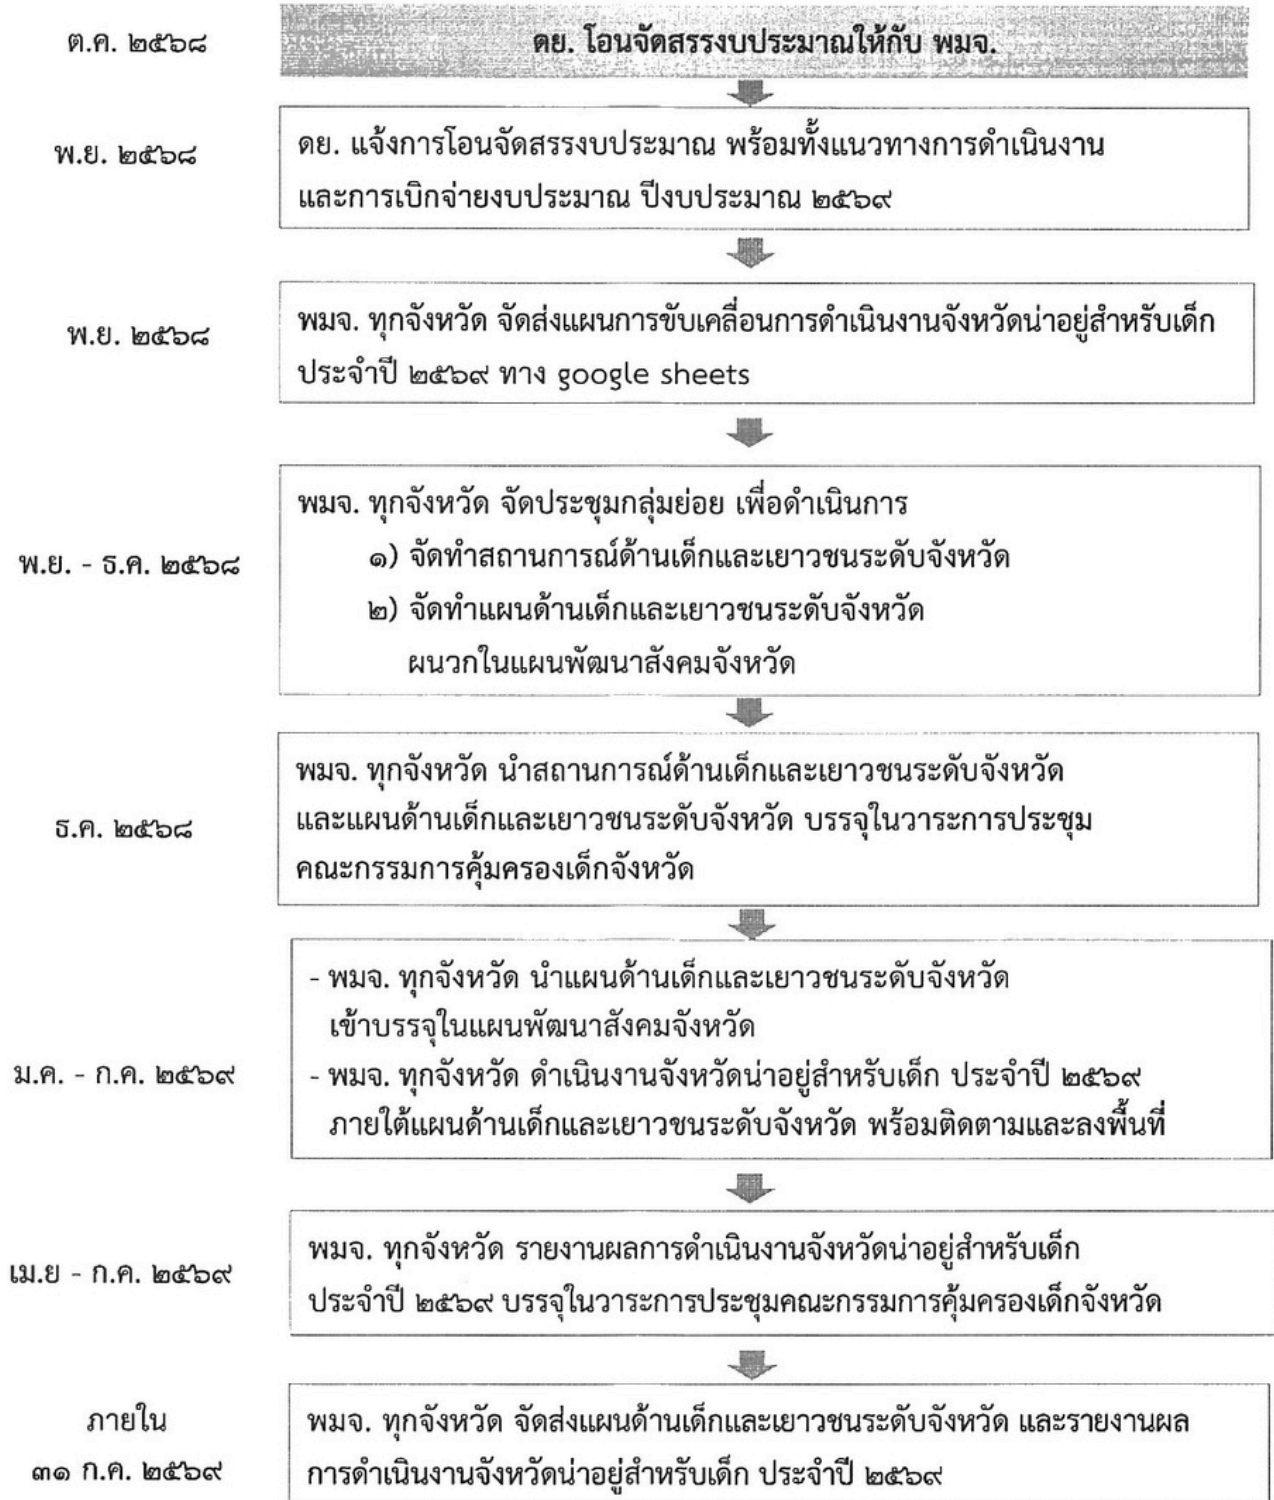 ต.ค. ๒๕๖๘
ดย. โอนจัดสรรงบประมาณให้กับ พมจ.
พ.ย. ๒๕๖๘
ดย. แจ้งการโอนจัดสรรงบประมาณ พร้อมทั้งแนวทางการดำเนินงาน
และการเบิกจ่ายงบประมาณ ปีงบประมาณ ๒๕๖๙
พ.ย. ๒๕๖๘
พมจ. ทุกจังหวัด จัดส่งแผนการขับเคลื่อนการดำเนินงานจังหวัดน่าอยู่สำหรับเด็ก
ประจำปี ๒๕๖๙ ทาง google sheets
พ.ย. - ธ.ค. ๒๕๖๘
พมจ. ทุกจังหวัด จัดประชุมกลุ่มย่อย เพื่อดำเนินการ
๑) จัดทำสถานการณ์ด้านเด็กและเยาวชนระดับจังหวัด
๒) จัดทำแผนด้านเด็กและเยาวชนระดับจังหวัด
ผนวกในแผนพัฒนาสังคมจังหวัด
ธ.ค. ๒๕๖๘
พมจ. ทุกจังหวัด นำสถานการณ์ด้านเด็กและเยาวชนระดับจังหวัด
และแผนด้านเด็กและเยาวชนระดับจังหวัด บรรจุในวาระการประชุม
คณะกรรมการคุ้มครองเด็กจังหวัด
ม.ค. - ก.ค. ๒๕๖๙
- พมจ. ทุกจังหวัด นำแผนด้านเด็กและเยาวชนระดับจังหวัด
เข้าบรรจุในแผนพัฒนาสังคมจังหวัด
- พมจ. ทุกจังหวัด ดำเนินงานจังหวัดน่าอยู่สำหรับเด็ก ประจำปี ๒๕๖๙
ภายใต้แผนด้านเด็กและเยาวชนระดับจังหวัด พร้อมติดตามและลงพื้นที่
เม.ย - ก.ค. ๒๕๖๙
พมจ. ทุกจังหวัด รายงานผลการดำเนินงานจังหวัดน่าอยู่สำหรับเด็ก
ประจำปี ๒๕๖๙ บรรจุในวาระการประชุมคณะกรรมการคุ้มครองเด็กจังหวัด
ภายใน
๓๑ ก.ค. ๒๕๖๙
พมจ. ทุกจังหวัด จัดส่งแผนด้านเด็กและเยาวชนระดับจังหวัด และรายงานผล
การดำเนินงานจังหวัดน่าอยู่สำหรับเด็ก ประจำปี ๒๕๖๙